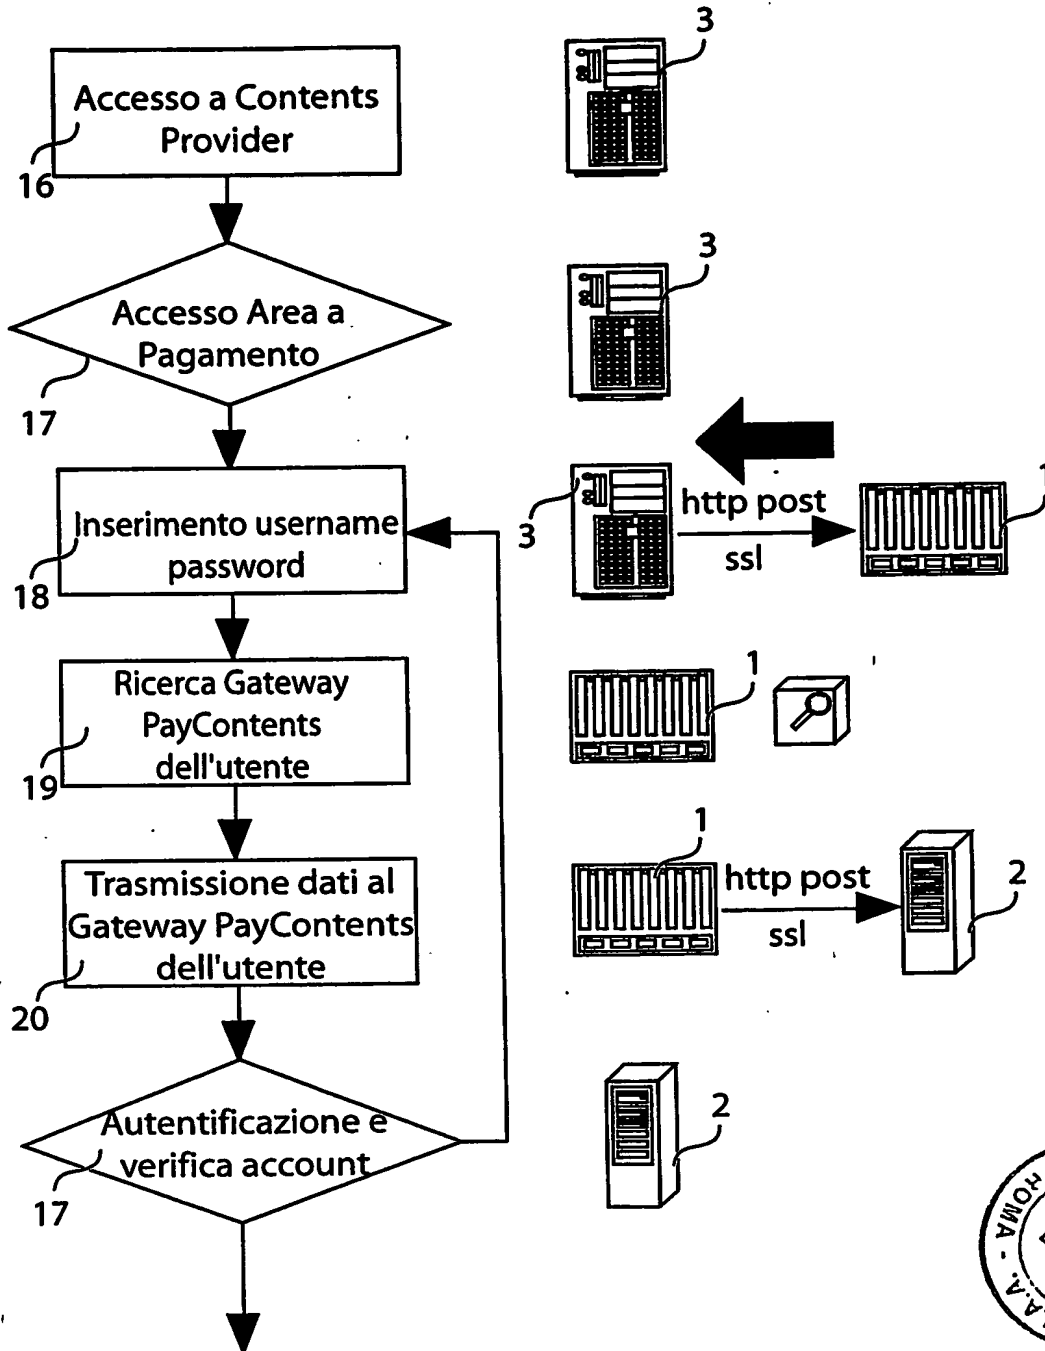 3
Accesso a Contents
Provider
16
3
Accesso Area a
Pagamento
17
Inserimento username
password
18
3
http post
ssl
1
Ricerca Gateway
PayContents
dell'utente
19
1
Trasmissione dati al
Gateway PayContents
dell'utente
20
1
http post
ssl
2
Autentificazione e
verifica account
17
2
ROMA -
.A.A.